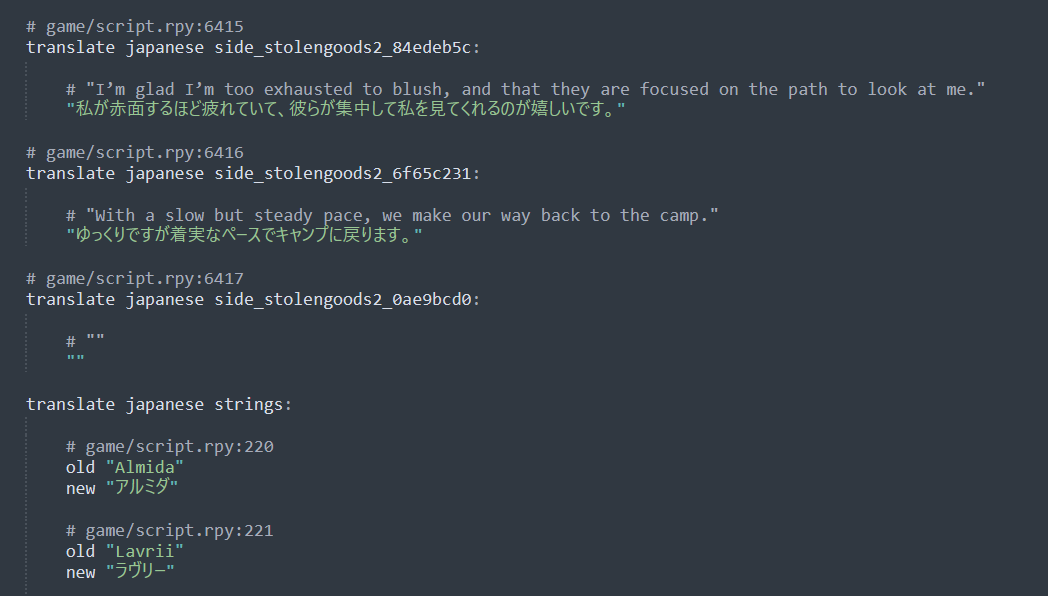 # game/script.rpy:6415
translate japanese side_stolengoods2_84edeb5c:
# "I’m glad I’m too exhausted to blush, and that they are focused on the path to look at me."
"私が赤面するほど疲れていて、彼らが集中して私を見てくれるのが嬉しいです。"
# game/script.rpy:6416
translate japanese side_stolengoods2_6f65c231:
# "With a slow but steady pace, we make our way back to the camp."
"ゆっくりですが着実なペースでキャンプに戻ります。"
# game/script.rpy:6417
translate japanese side_stolengoods2_0ae9bcd0:
# ""
""
translate japanese strings:
# game/script.rpy:220
old "Almida"
new "アルミダ"
# game/script.rpy:221
old "Lavrii"
new "ラヴリー"